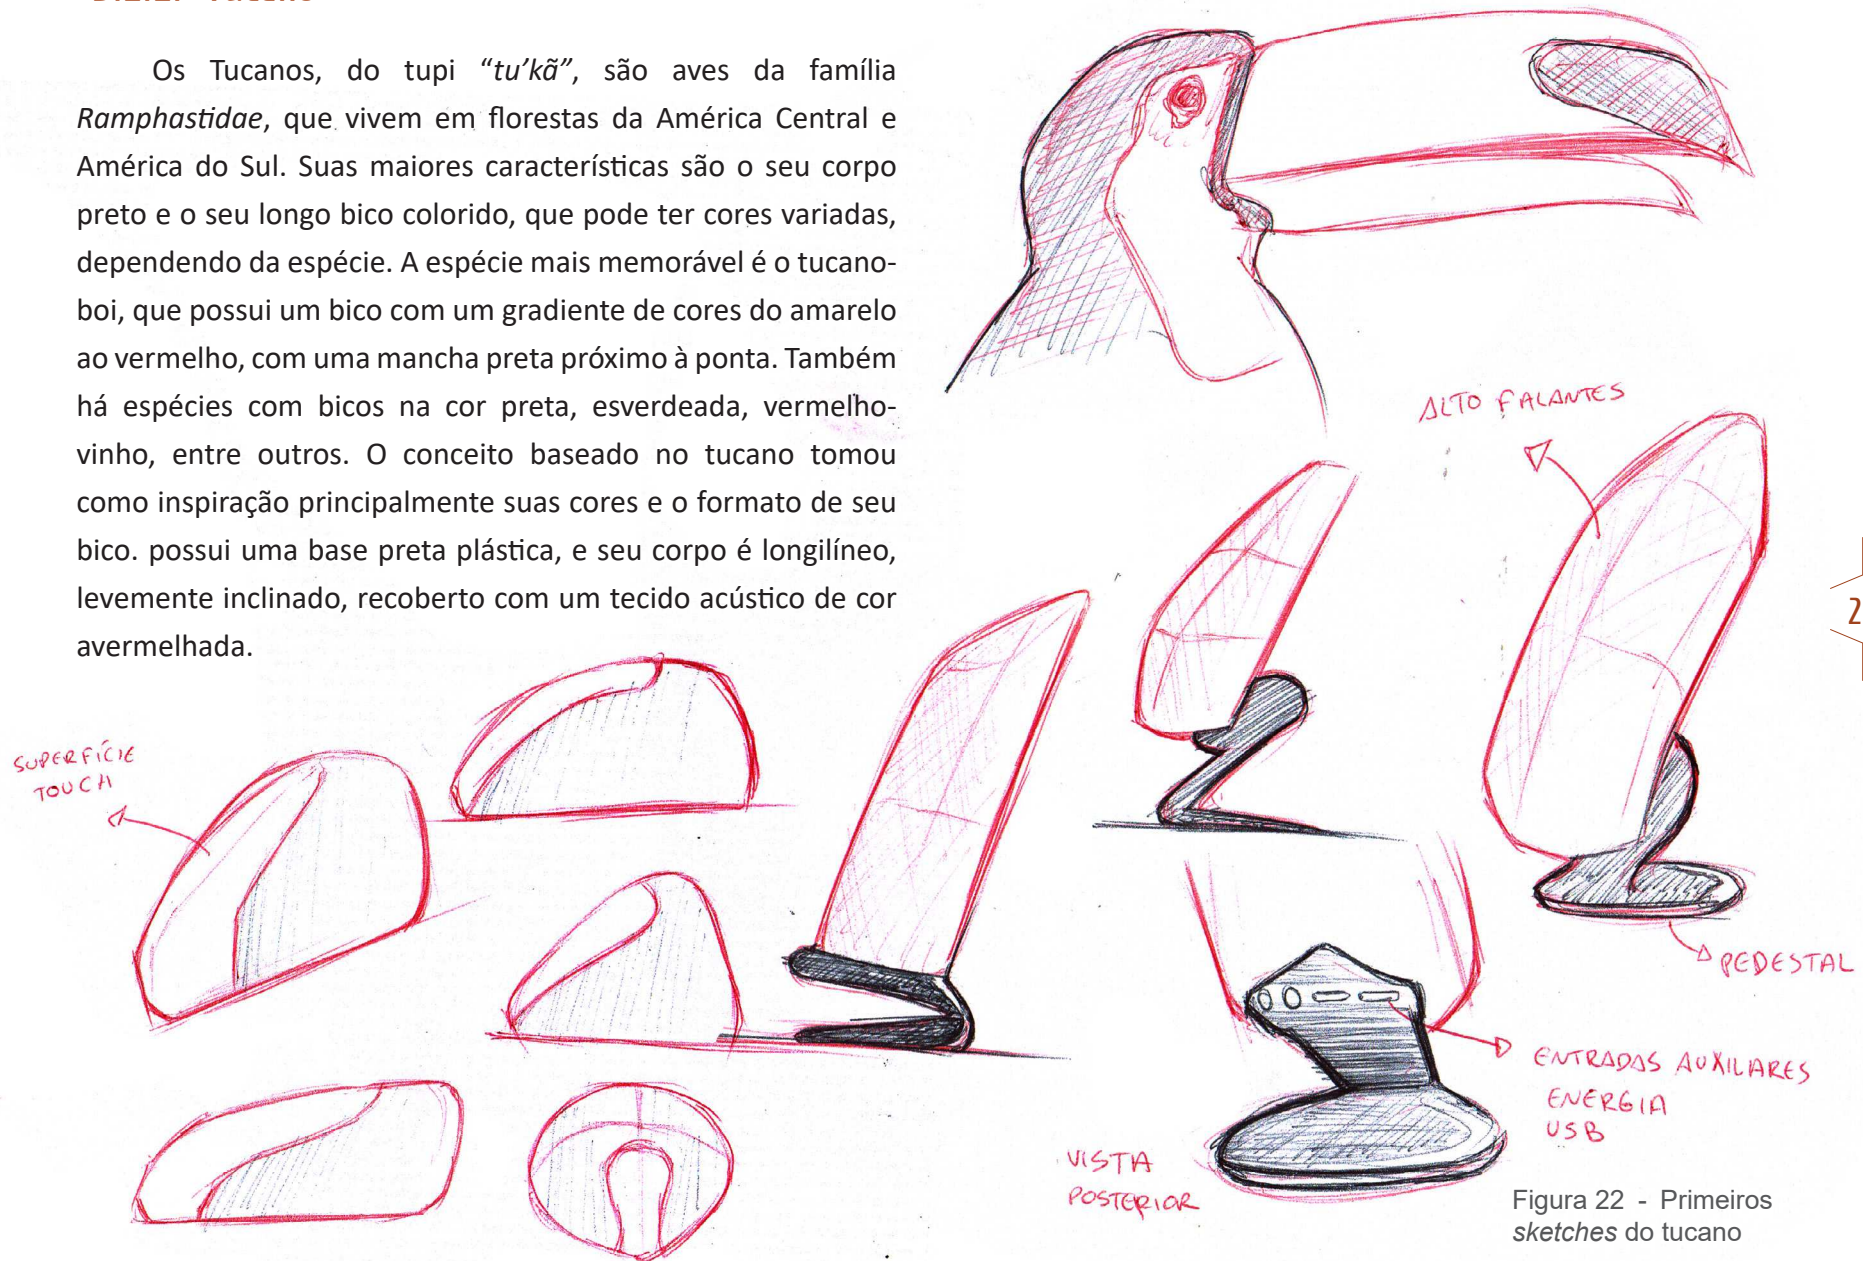 Os Tucanos, do tupi “tu’kã”, são aves da família
Ramphastidae, que vivem em florestas da América Central e
América do Sul. Suas maiores características são o seu corpo
preto e o seu longo bico colorido, que pode ter cores variadas,
dependendo da espécie. A espécie mais memorável é o tucano-
boi, que possui um bico com um gradiente de cores do amarelo
ao vermelho, com uma mancha preta próximo à ponta. Também
há espécies com bicos na cor preta, esverdeada, vermelho-
vinho, entre outros. O conceito baseado no tucano tomou
como inspiração principalmente suas cores e o formato de seu
bico. possui uma base preta plástica, e seu corpo é longilíneo,
levemente inclinado, recoberto com um tecido acústico de cor
avermelhada.
ALTO FALANTES
2
SUPERFÍCIE
TOUCH
PEDESTAL
ENTRADAS AUXILIARES
ENERGIA
USB
VISTA
POSTERIOR
Figura 22 - Primeiros
sketches do tucano